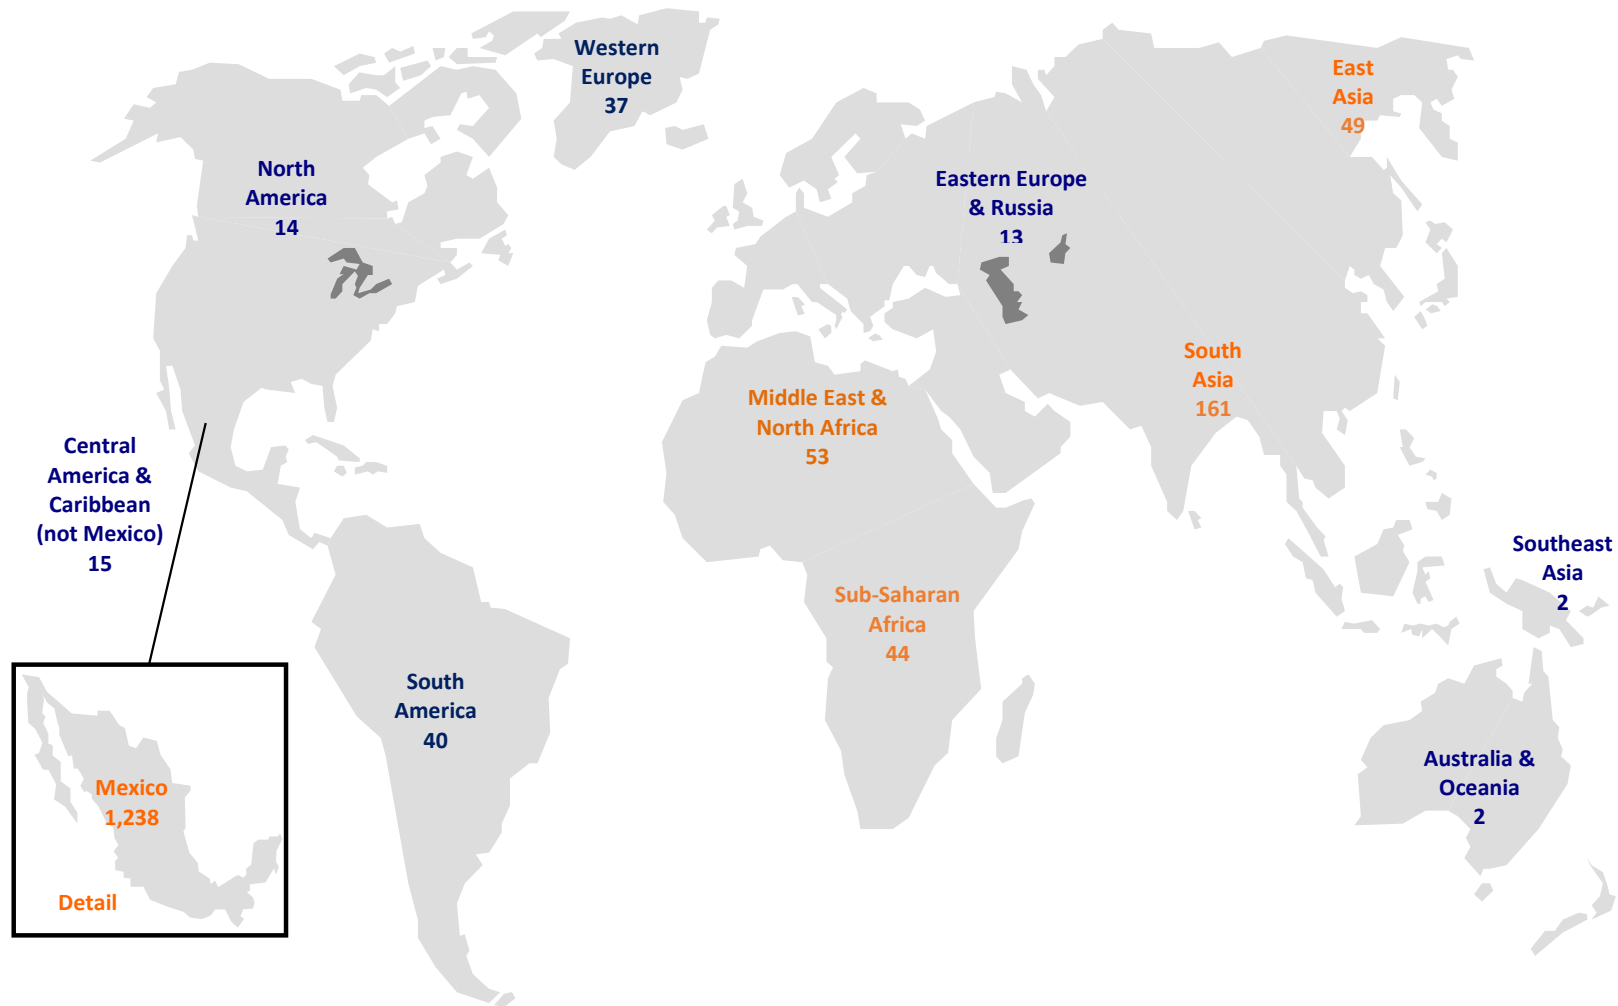 Western
Europe
37
East
Asia
49
North
America
14
Eastern Europe
& Russia
13
South
Asia
161
Middle East &
North Africa
53
Central
America &
Caribbean
(not Mexico)
15
Southeast
Asia
2
Sub-Saharan
Africa
44
South
America
40
Australia &
Oceania
2
Mexico
1,238
Detail